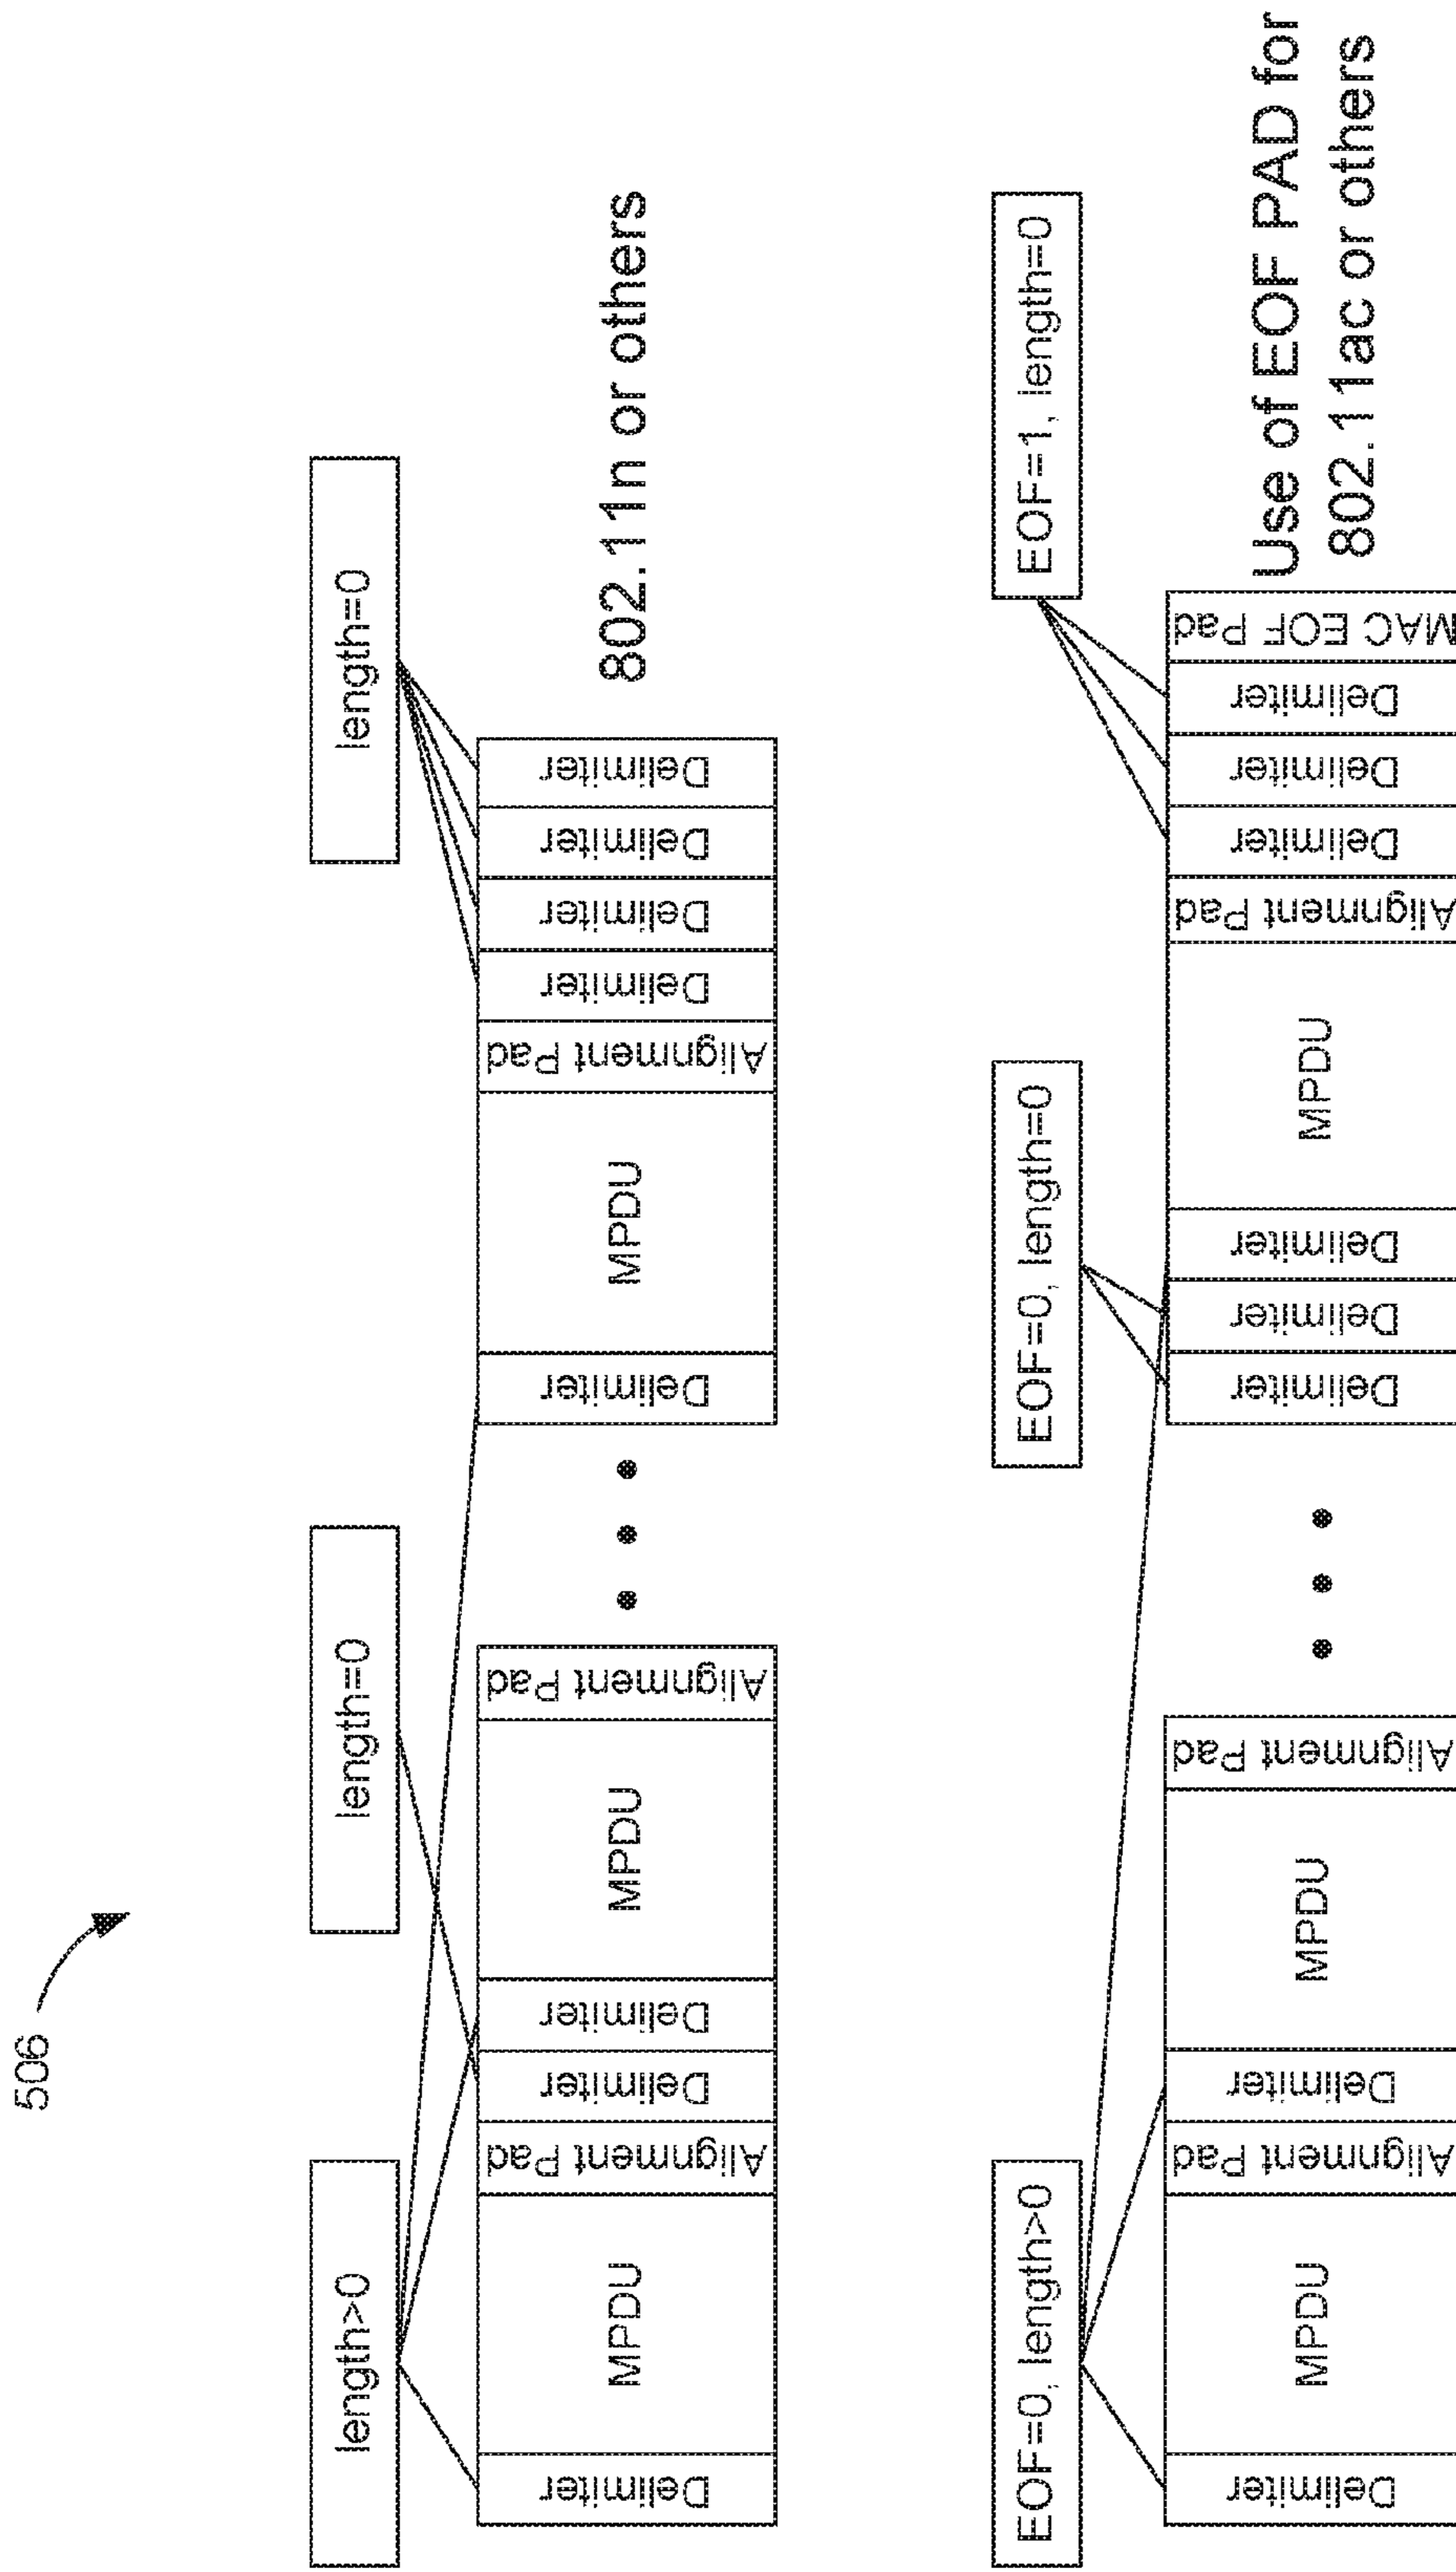 506
length>0
length=0
length=0
Delimiter
MPDU
Alignment Pad
Delimiter
Delimiter
MPDU
Alignment Pad
Delimiter
MPDU
Alignment Pad
Delimiter
Delimiter
Delimiter
Delimiter
802.11n or others
EOF=0, length>0
EOF=0, length=0
EOF=1, length=0
Delimiter
MPDU
Alignment Pad
Delimiter
MPDU
Alignment Pad
Delimiter
Delimiter
Delimiter
MPDU
Alignment Pad
Delimiter
Delimiter
Delimiter
MAC EOF Pad
Use of EOF PAD for
802.11ac or others